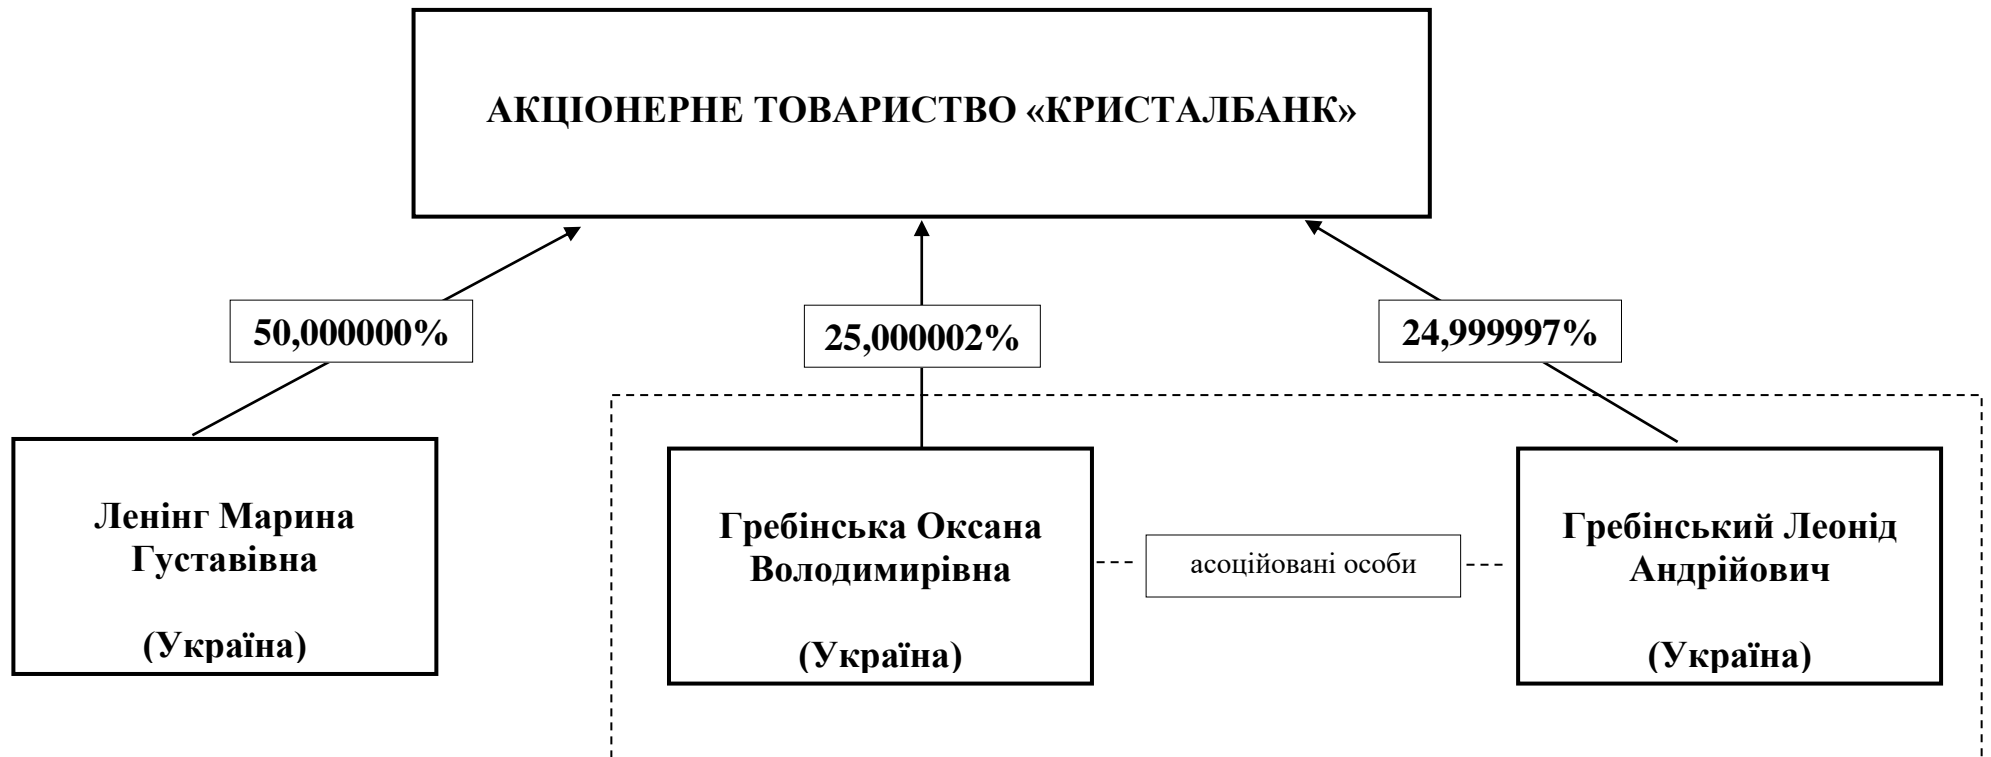 АКЦІОНЕРНЕ ТОВАРИСТВО «КРИСТАЛБАНК»
50,000000%
25,000002%
24,999997%
Ленінг Марина
Густавівна
(Україна)
Гребінська Оксана
Володимирівна
(Україна)
асоційовані особи
Гребінський Леонід
Андрійович
(Україна)